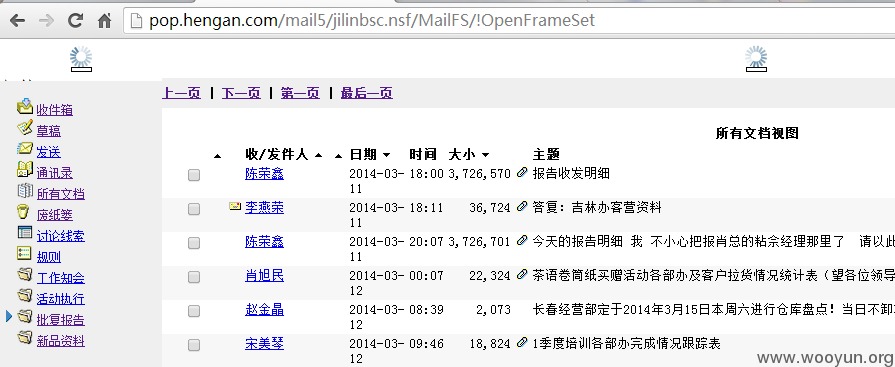 pop.hengan.com/mail5/jilinbsc.nsf/MailFS/!OpenFrameSet
上一页 | 下一页 | 第一页 | 最后一页
收件箱
草稿
发送
通讯录
所有文档
废纸篓
讨论线索
规则
工作知会
活动执行
批复报告
新品资料
所有文档视图
收/发件人 日期 时间 大小 主题
陈荣鑫 2014-03-11 18:00 3,726,570 报告收发明细
李燕荣 2014-03-11 18:11 36,724 答复：吉林办客营资料
陈荣鑫 2014-03-11 20:07 3,726,701 今天的报告明细 我 不小心把报肖总的粘余经理那里了 请以此
肖旭民 2014-03-12 00:07 22,324 茶语卷筒纸买赠活动各部办及客户拉货情况统计表（望各位领导
赵金晶 2014-03-12 08:39 2,073 长春经营部定于2014年3月15日本周六进行仓库盘点！当日不卸
宋美琴 2014-03-12 09:46 18,824 1季度培训各部办完成情况跟踪表
www.wooyun.org